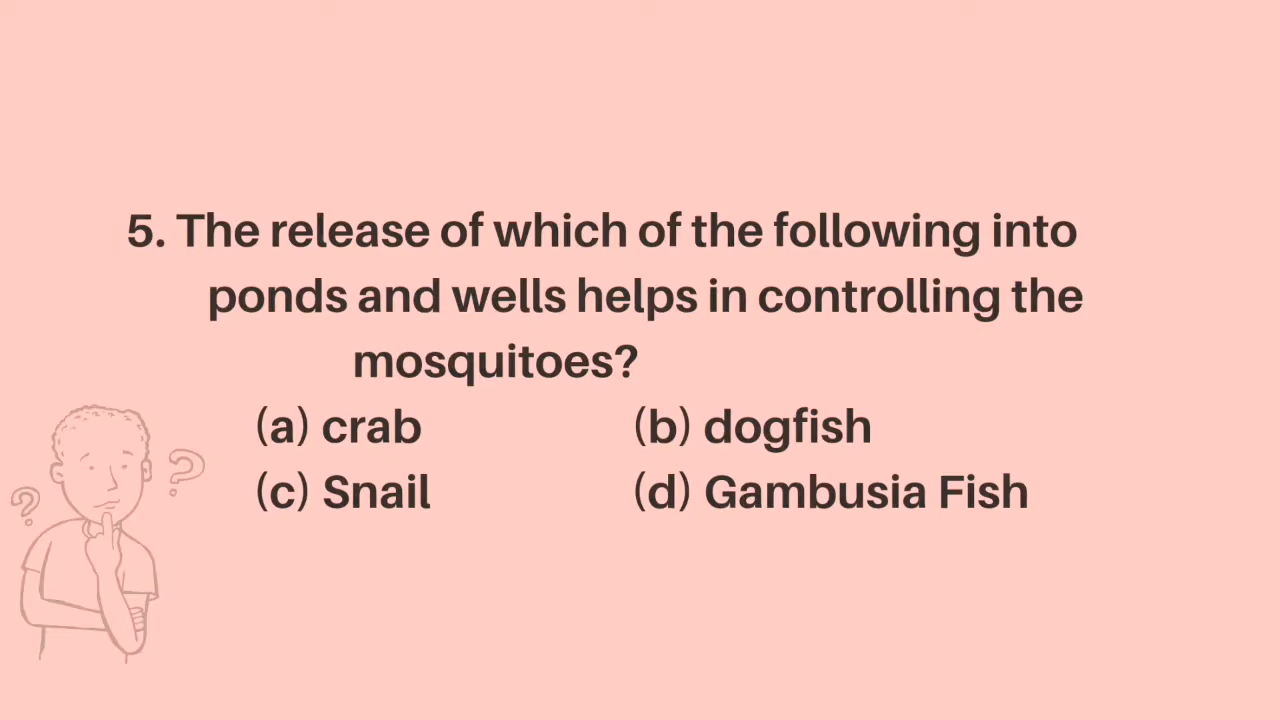 5. The release of which of the following into
ponds and wells helps in controlling the
mosquitoes?
(a) crab (b) dogfish
(c) Snail (d) Gambusia Fish
? ?